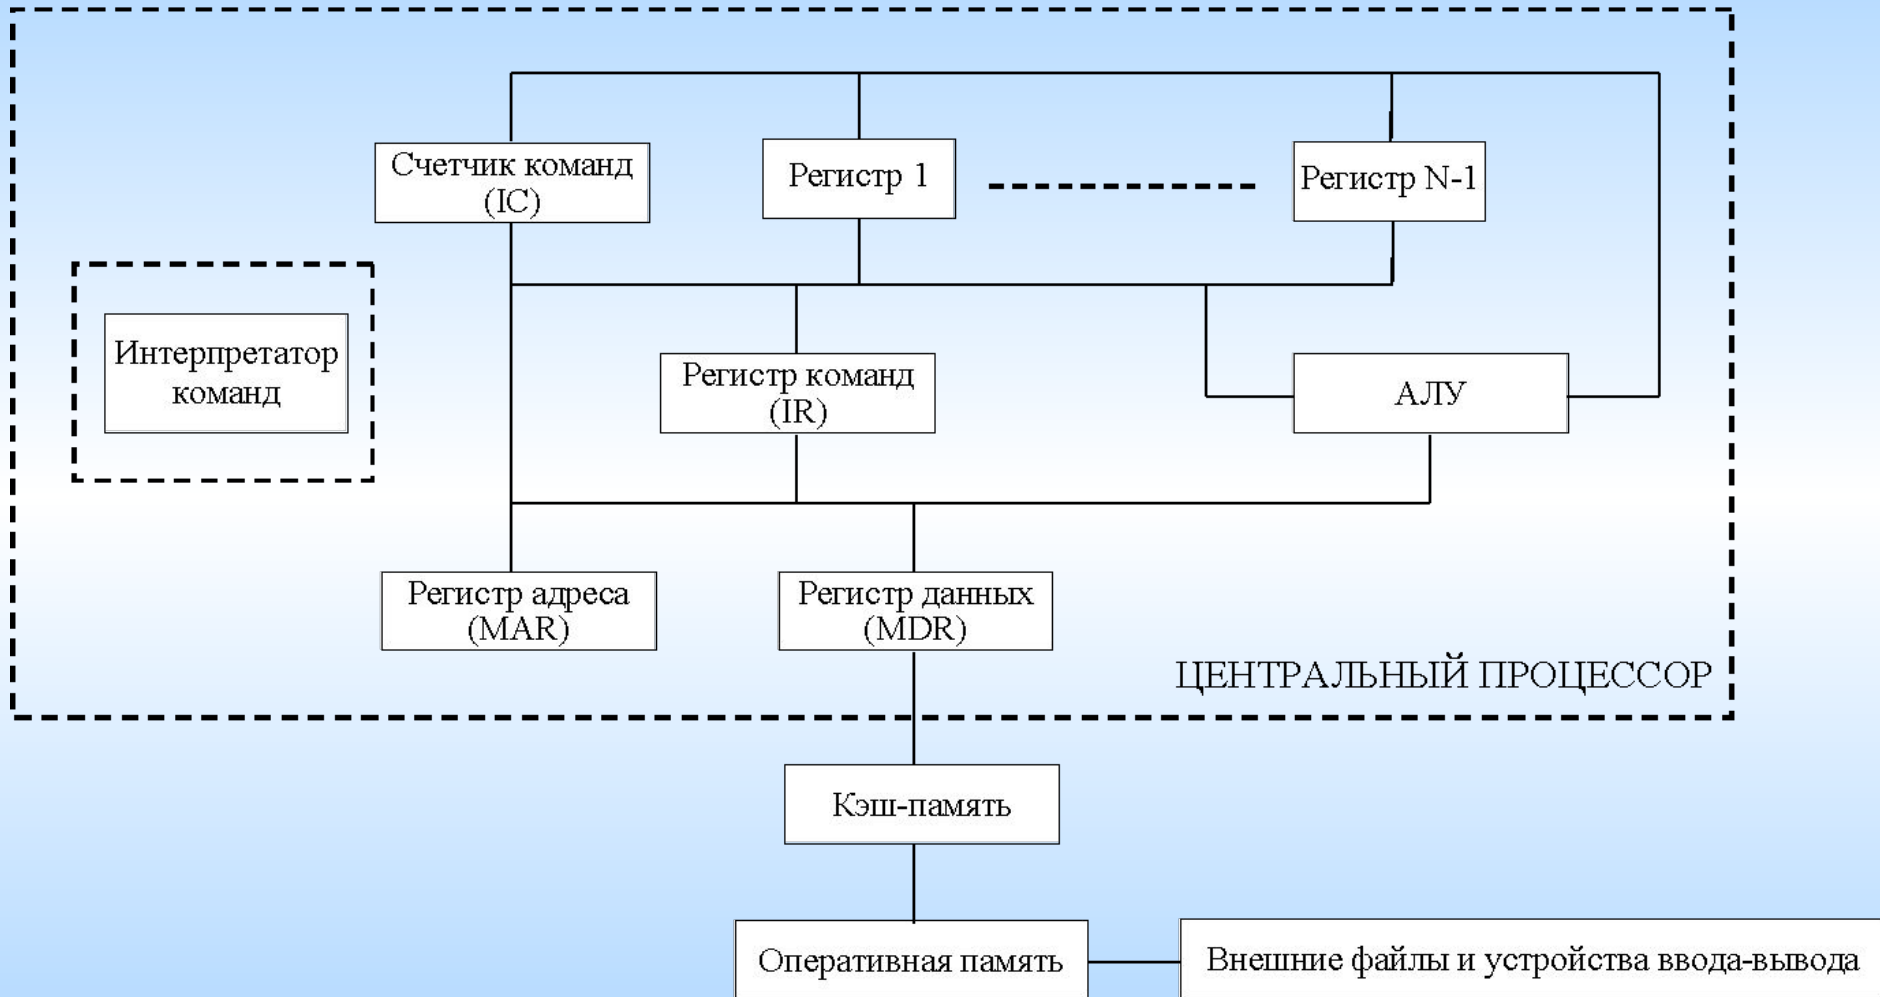 Счетчик команд
(IC)
Регистр 1
Регистр N-1
Интерпретатор
команд
Регистр команд
(IR)
АЛУ
Регистр адреса
(MAR)
Регистр данных
(MDR)
ЦЕНТРАЛЬНЫЙ ПРОЦЕССОР
Кэш-память
Оперативная память
Внешние файлы и устройства ввода-вывода